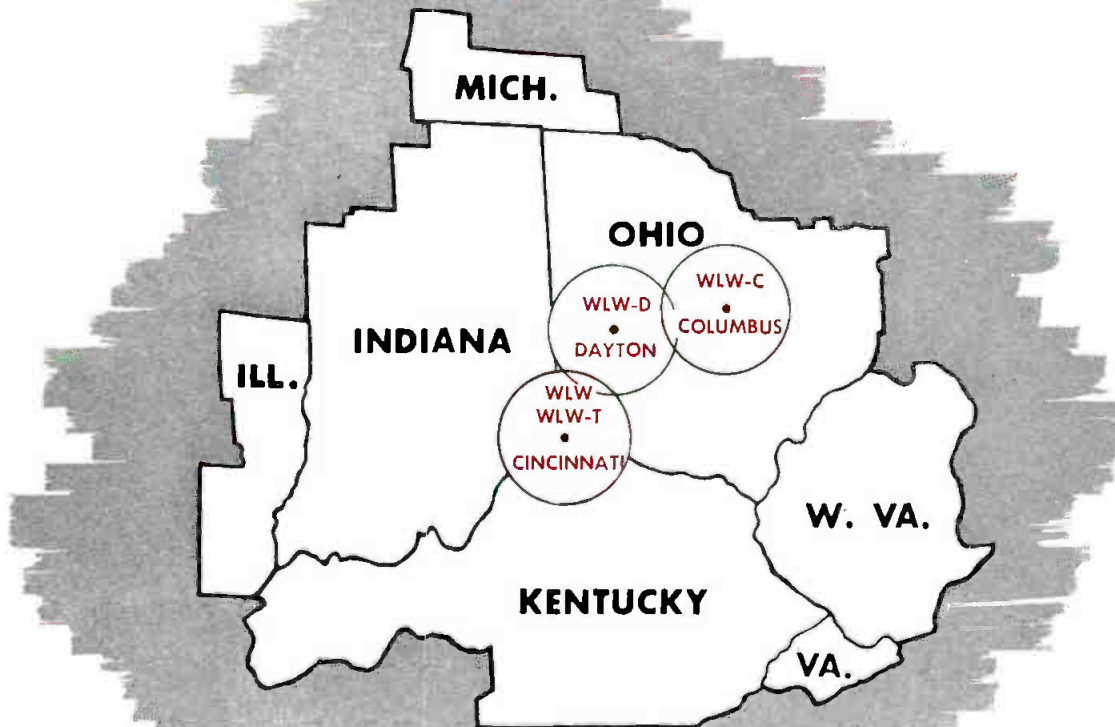 MICH.
OHIO
WLW-C
COLUMBUS
WLW-D
DAYTON
INDIANA
ILL.
WLW
WLW-T
CINCINNATI
W. VA.
KENTUCKY
VA.